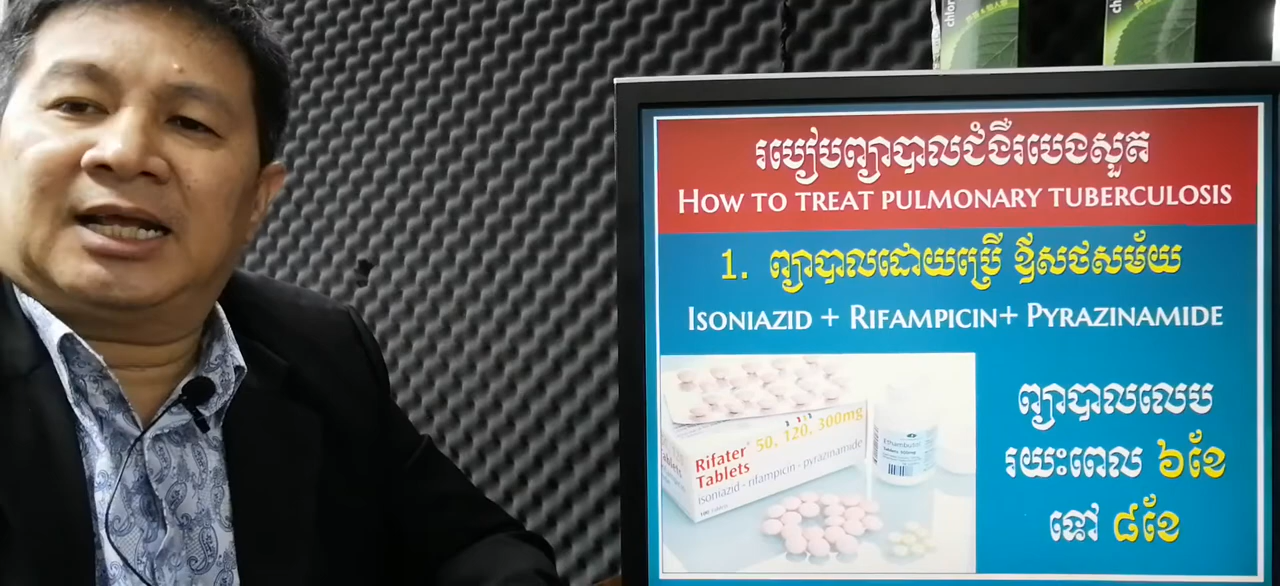 chlor
របៀបព្យាបាលជំងឺរបេងសួត
HOW TO TREAT PULMONARY TUBERCULOSIS
1. ព្យាបាលដោយប្រើ ឪសថសម័យ
ISONIAZID + RIFAMPICIN+ PYRAZINAMIDE
Rifater® 50, 120, 300mg
Tablets
isoniazid - rifampicin - pyrazinamide
Ethambutol
ព្យាបាលលេប
រយះពេល ៦ខែ
ទៅ ៨ខែ